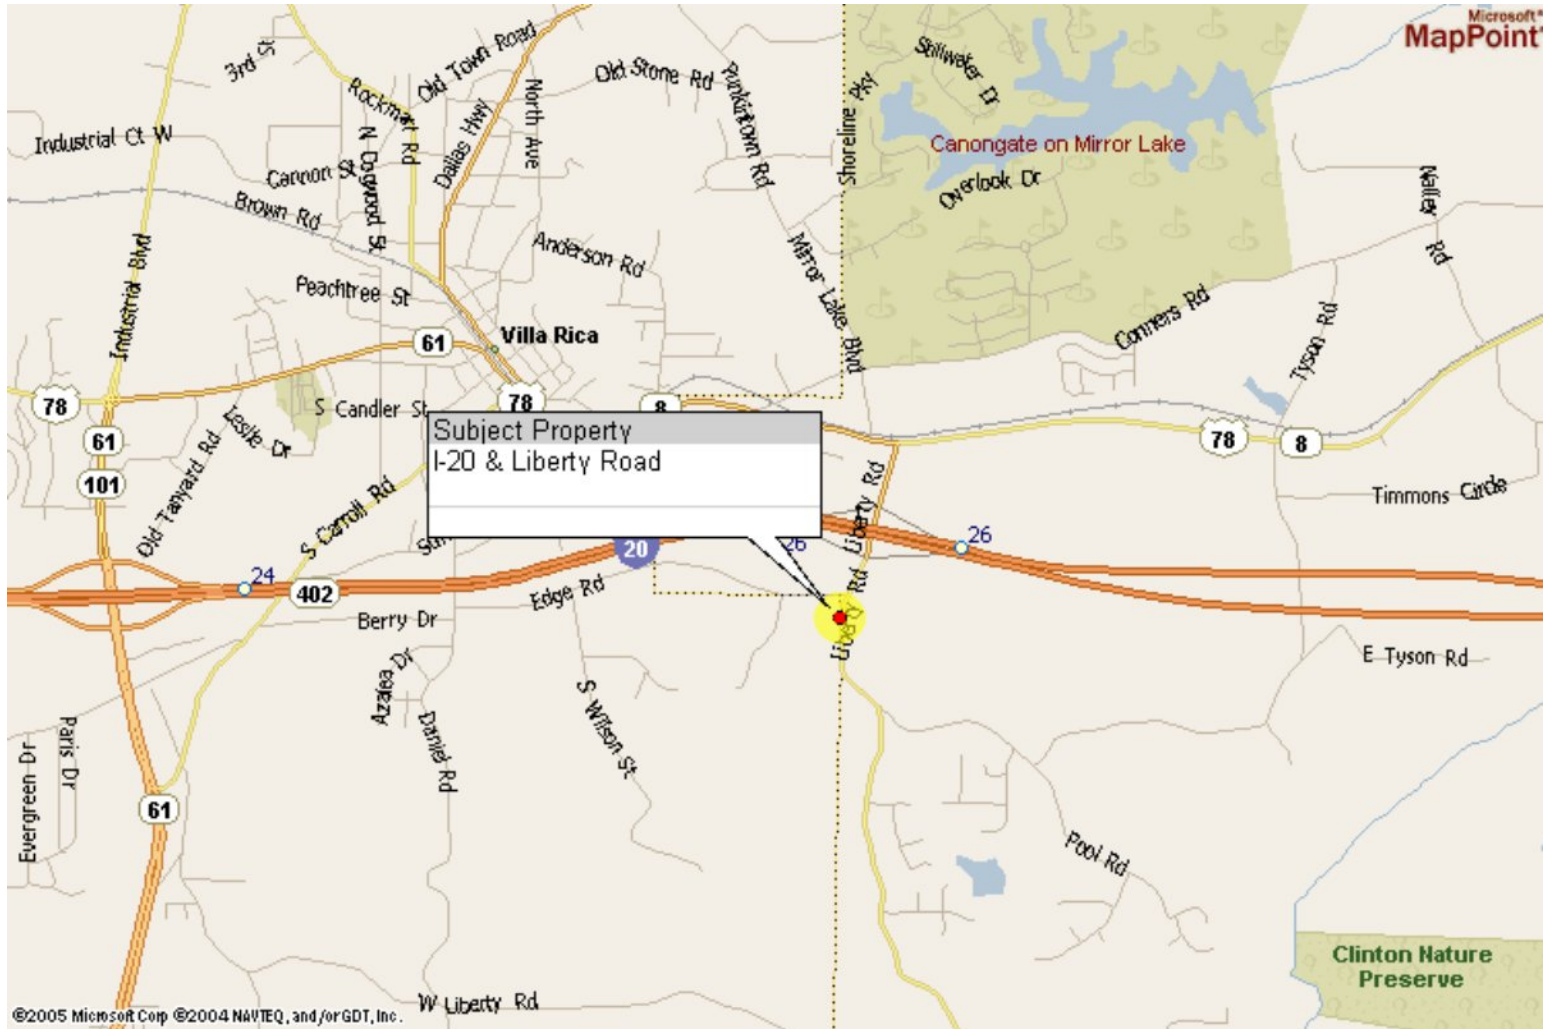 Microsoft®
MapPoint
3rd Ct
Old Town Road
Old Stone Rd
Stillwater Dr
Rockmart Rd
Punkintown Rd
Shoreline Pky
Industrial Ct W
N Dogwood St
Dallas Hwy
North Ave
Canongate on Mirror Lake
Cannon St
Overlook Dr
Nalley Rd
Brown Rd
Anderson Rd
Mirror Lake Blvd
Industrial Blvd
Peachtree St
Conners Rd
Tyson Rd
61
Villa Rica
78
78
8
S Candler St
Leslie Dr
61
Subject Property
I-20 & Liberty Road
78
8
101
Old Tanyard Rd
S Carroll Rd
Liberty Rd
Timmons Circle
26
26
20
24
402
Edge Rd
Liberty Rd
Berry Dr
E Tyson Rd
Azalea Dr
Daniel Rd
S Wilson St
Evergreen Dr
Paris Dr
61
Pool Rd
Clinton Nature
Preserve
W Liberty Rd
©2005 Microsoft Corp ©2004 NAVTEQ, and/or GDT, Inc.